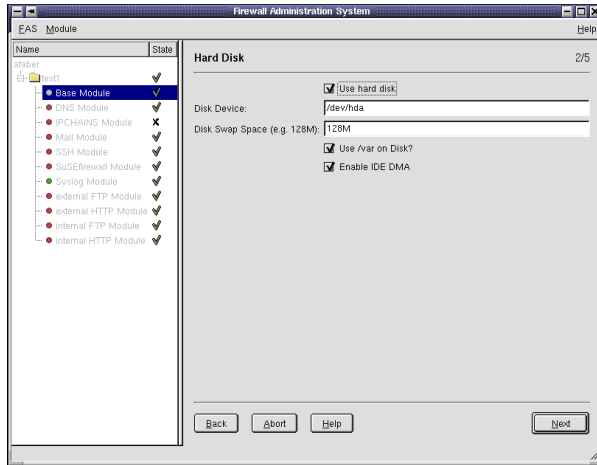 Firewall Administration System
FAS Module Help
Name State
afaber
test1
Base Module
DNS Module
IPCHAINS Module
Mail Module
SSH Module
SuSEfirewall Module
Syslog Module
external FTP Module
external HTTP Module
internal FTP Module
internal HTTP Module
Hard Disk 2/5
Use hard disk
Disk Device: /dev/hda
Disk Swap Space (e.g. 128M): 128M
Use /var on Disk?
Enable IDE DMA
Back Abort Help Next